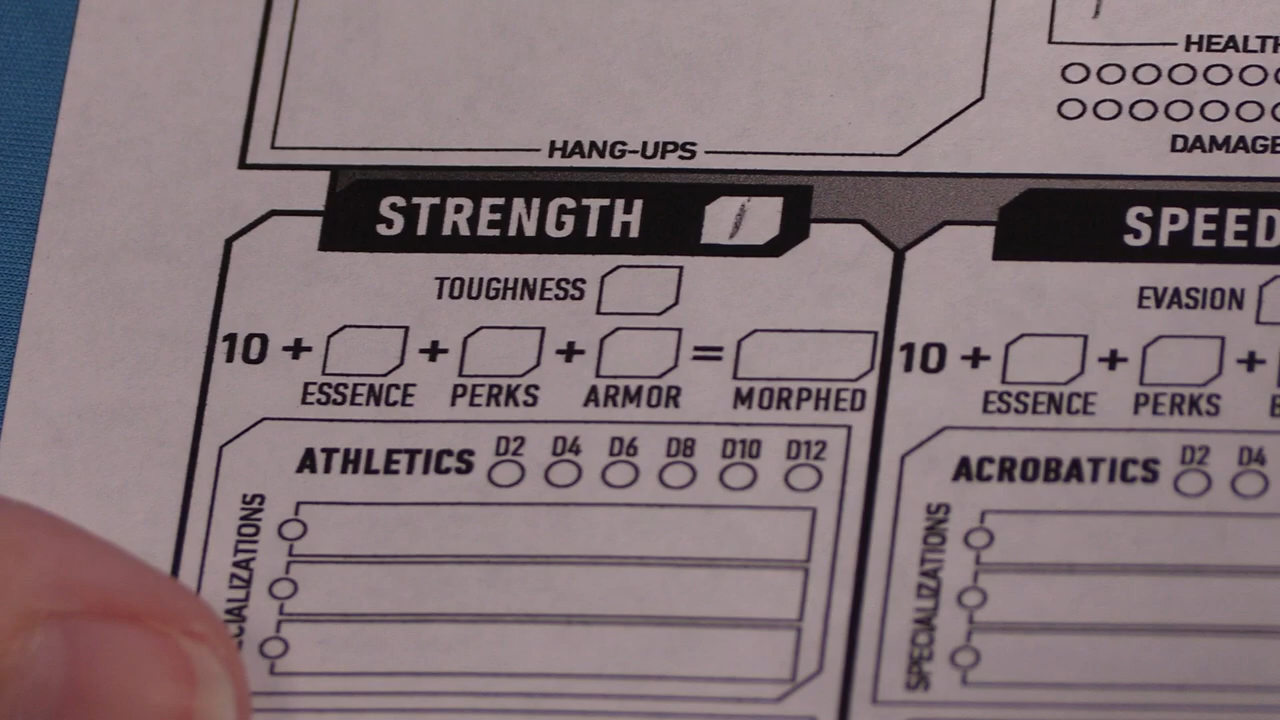 HEALTH
HANG-UPS
DAMAGE
STRENGTH 1
SPEED
TOUGHNESS
EVASION
10 + + + =
10 + + +
ESSENCE PERKS ARMOR MORPHED
ESSENCE PERKS
ATHLETICS D2 D4 D6 D8 D10 D12
ACROBATICS D2 D4
SPECIALIZATIONS